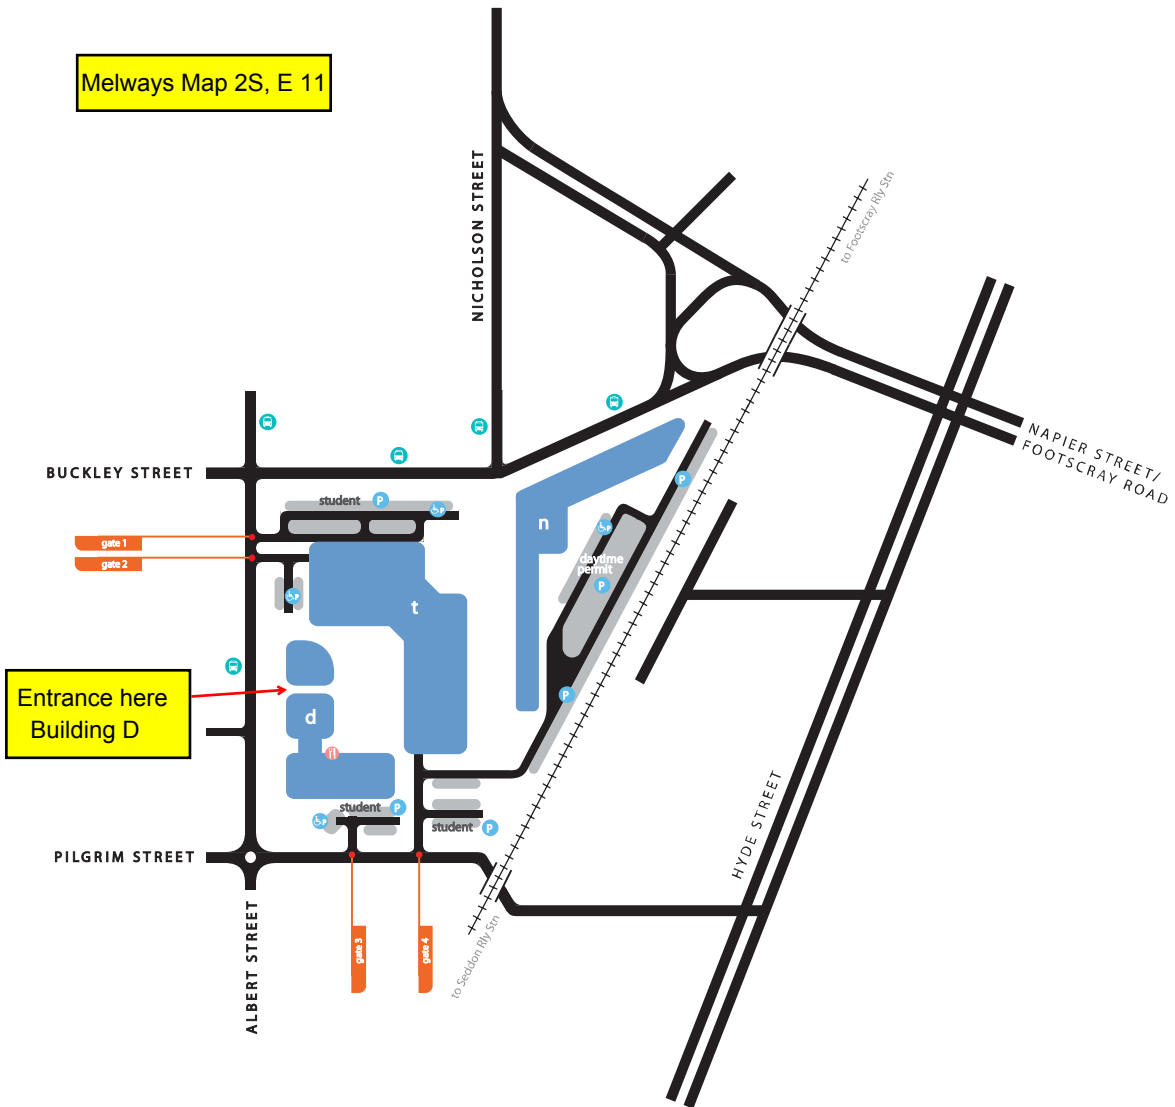 Melways Map 2S, E 11
NICHOLSON STREET
to Footscray Rly Stn
BUCKLEY STREET
NAPIER STREET/
FOOTSCRAY ROAD
student P
P
P
n
P
gate 1
gate 2
daytime
permit
P
P
t
P
Entrance here
Building D
d
P
student P
P
student P
HYDE STREET
PILGRIM STREET
ALBERT STREET
gate 3
gate 4
to Seddon Rly Stn